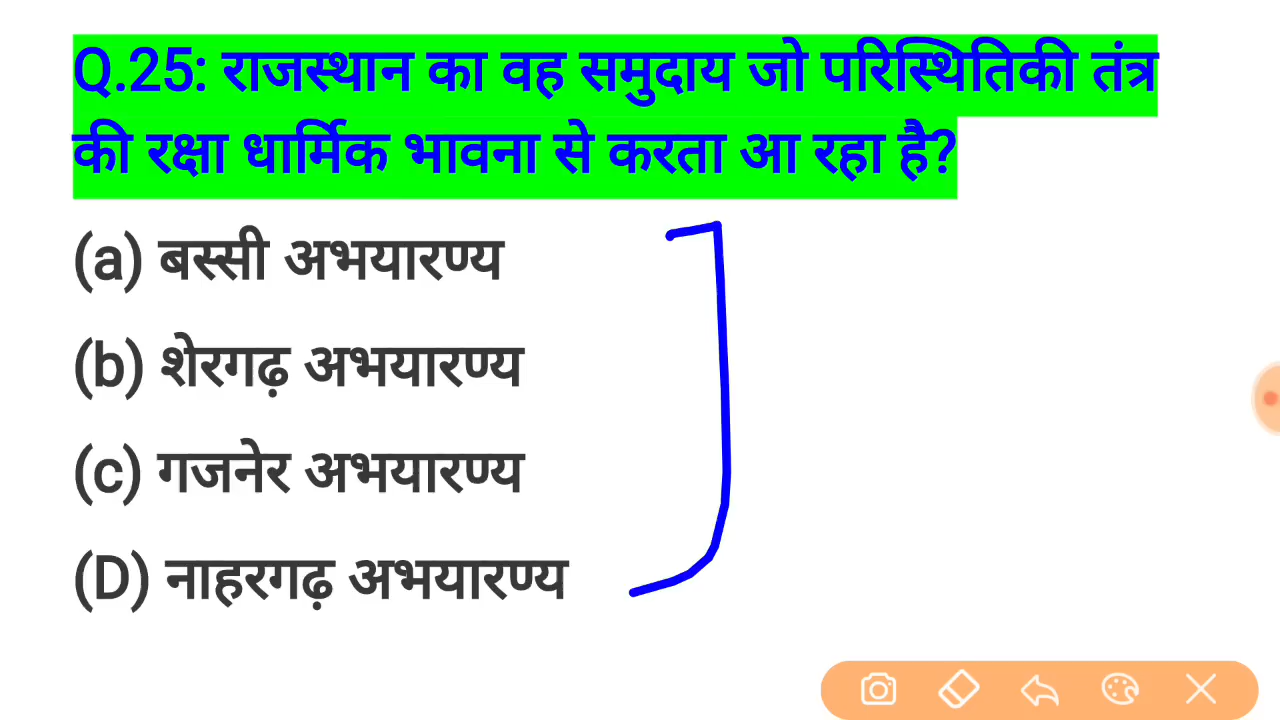 Q.25: राजस्थान का वह समुदाय जो परिस्थितिकी तंत्र
की रक्षा धार्मिक भावना से करता आ रहा है?
(a) बस्सी अभयारण्य
(b) शेरगढ़ अभयारण्य
(c) गजनेर अभयारण्य
(D) नाहरगढ़ अभयारण्य